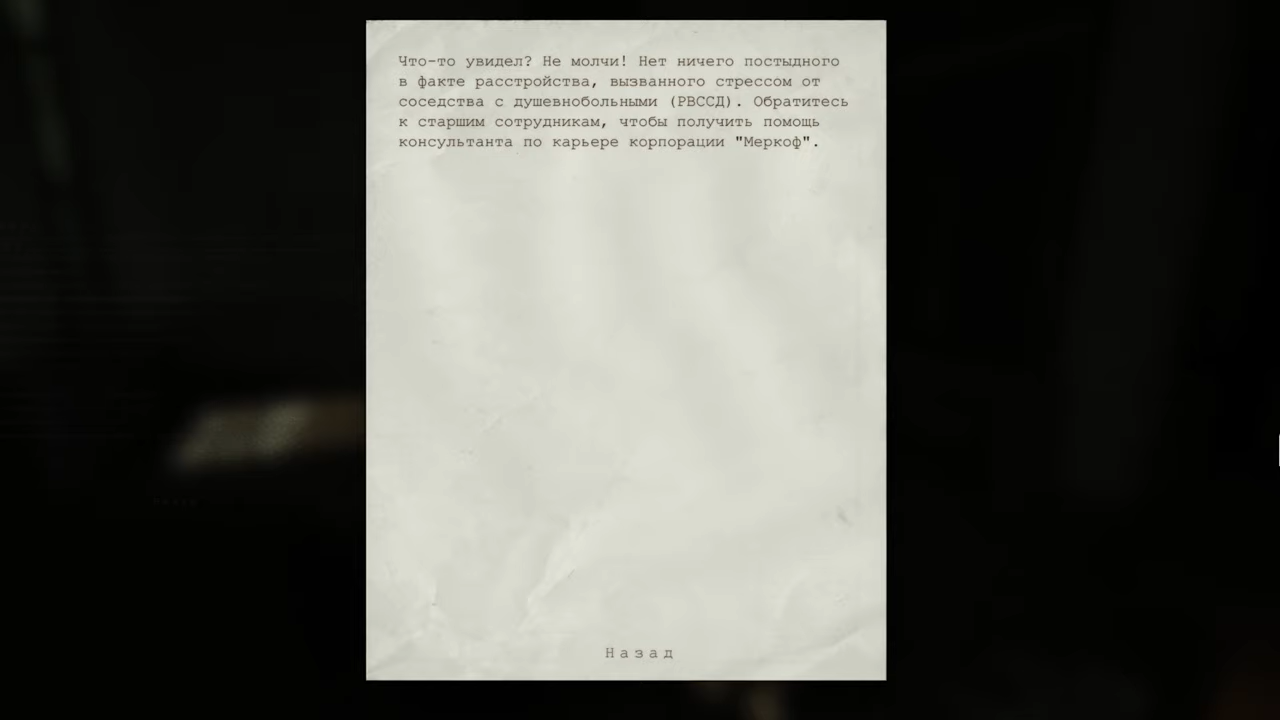 Что-то увидел? Не молчи! Нет ничего постыдного
в факте расстройства, вызванного стрессом от
соседства с душевнобольными (РВССД). Обратитесь
к старшим сотрудникам, чтобы получить помощь
консультанта по карьере корпорации "Меркоф".
Назад